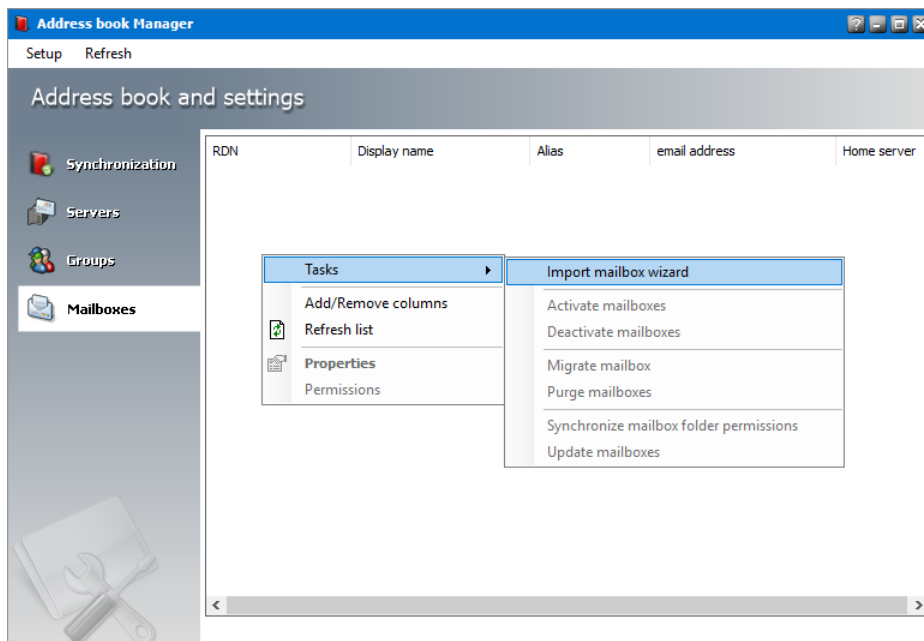 Address book Manager
Setup Refresh
Address book and settings
Synchronization
Servers
Groups
Mailboxes
RDN Display name Alias email address Home server
Tasks
Add/Remove columns
Refresh list
Properties
Permissions
Import mailbox wizard
Activate mailboxes
Deactivate mailboxes
Migrate mailbox
Purge mailboxes
Synchronize mailbox folder permissions
Update mailboxes